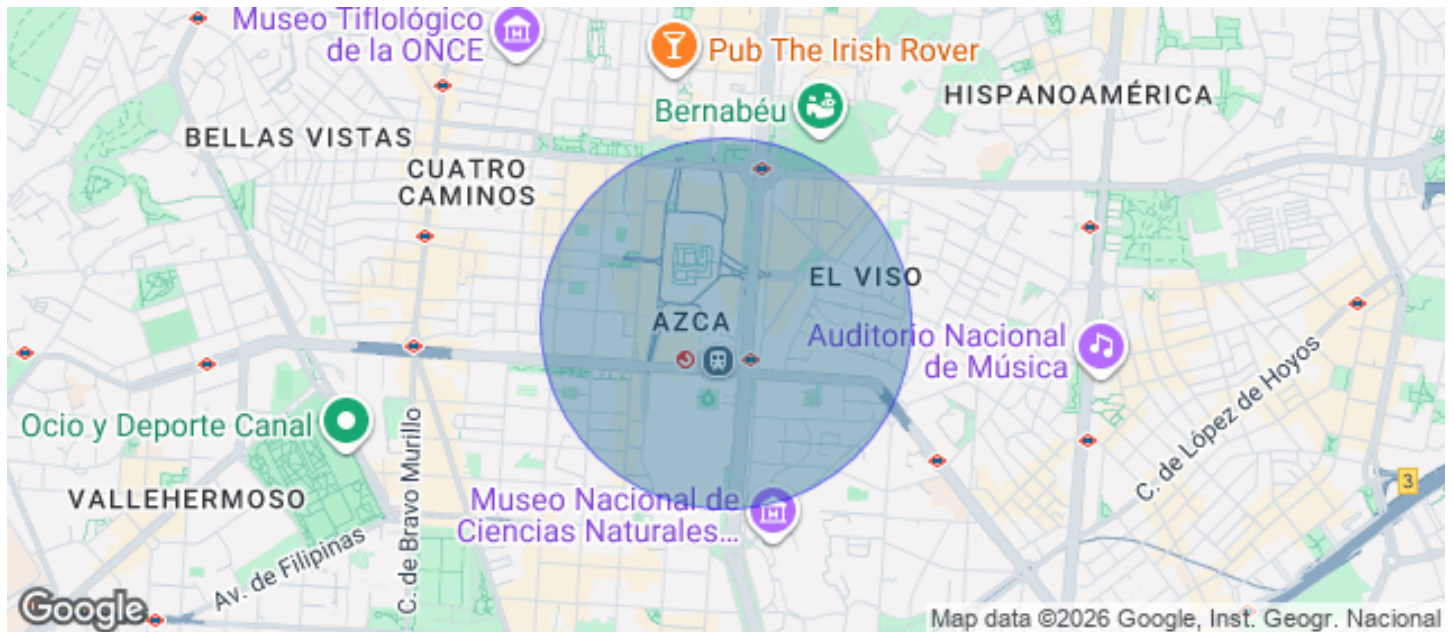 Museo Tiflológico
de la ONCE
Pub The Irish Rover
Bernabéu
HISPANOAMÉRICA
BELLAS VISTAS
CUATRO
CAMINOS
EL VISO
AZCA
Auditorio Nacional
de Música
Ocio y Deporte Canal
C. de López de Hoyos
C. de Bravo Murillo
VALLEHERMOSO
Museo Nacional de
Ciencias Naturales...
3
Av. de Filipinas
Google
Map data ©2026 Google, Inst. Geogr. Nacional